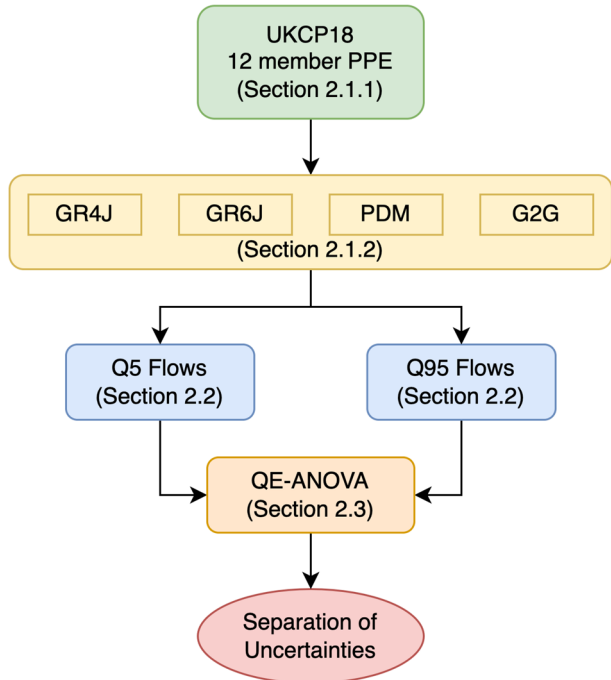 UKCP18
12 member PPE
(Section 2.1.1)
GR4J
GR6J
PDM
G2G
(Section 2.1.2)
Q5 Flows
(Section 2.2)
Q95 Flows
(Section 2.2)
QE-ANOVA
(Section 2.3)
Separation of
Uncertainties